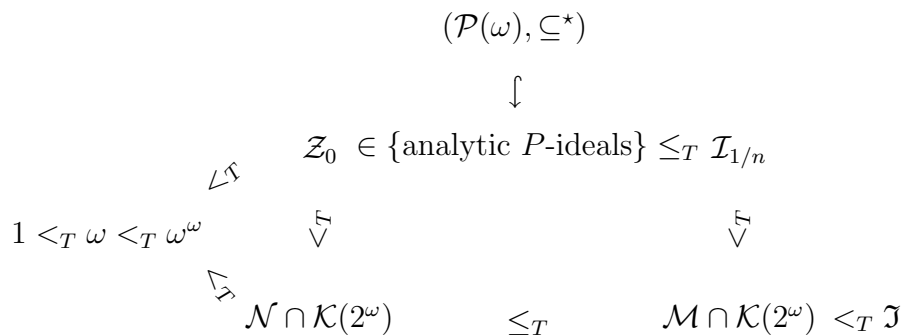 (𝒫(ω), ⊆*)
↪
𝒵₀ ∈ {analytic P-ideals} ≤_T ℐ_{1/n}
<_T
1 <_T ω <_T ω^ω <_T <_T
<_T
𝒩 ∩ 𝒦(2^ω) ≤_T ℳ ∩ 𝒦(2^ω) <_T ℑ